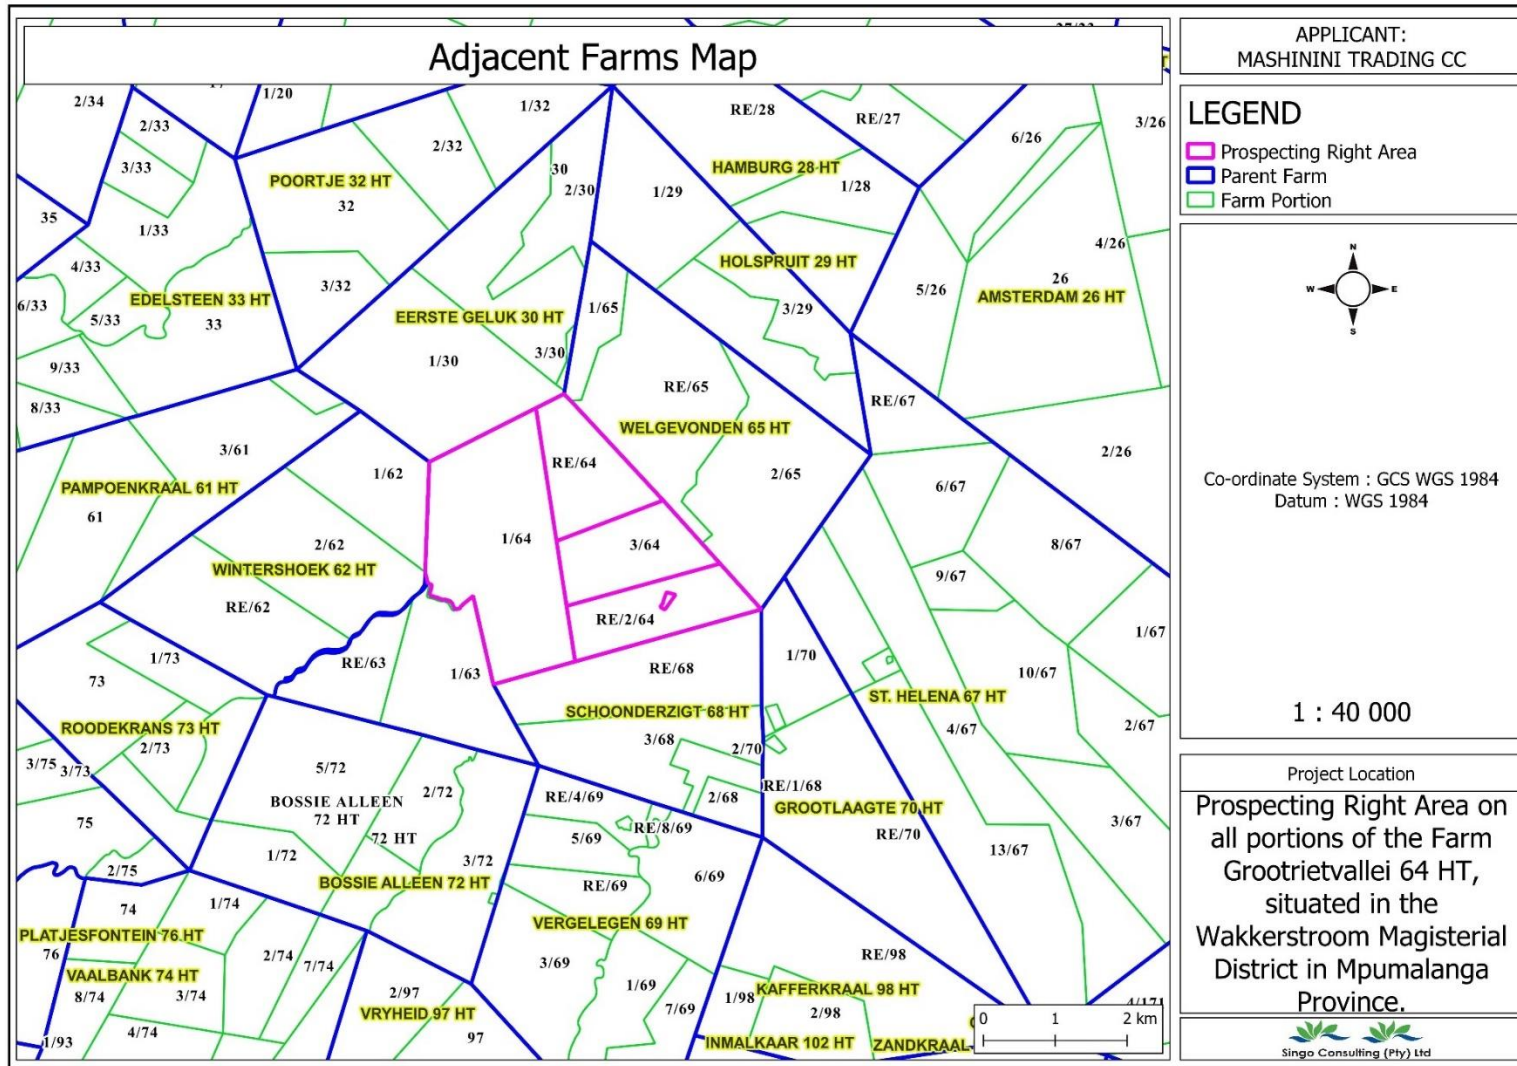 Adjacent Farms Map
APPLICANT:
MASHININI TRADING CC
LEGEND
Prospecting Right Area
Parent Farm
Farm Portion
N
W
E
S
Co-ordinate System : GCS WGS 1984
Datum : WGS 1984
1 : 40 000
Project Location
Prospecting Right Area on
all portions of the Farm
Grootrietvallei 64 HT,
situated in the
Wakkerstroom Magisterial
District in Mpumalanga
Province.
Singo Consulting (Pty) Ltd
2/34
1/20
1/32
RE/28
RE/27
6/26
3/26
2/33
3/33
2/32
30
2/30
1/29
HAMBURG 28 HT
1/28
POORTJE 32 HT
32
35
1/33
4/33
4/26
HOLSPRUIT 29 HT
26
5/26
AMSTERDAM 26 HT
3/32
6/33
EDELSTEEN 33 HT
5/33
33
EERSTE GELUK 30 HT
1/65
3/29
9/33
1/30
3/30
8/33
RE/65
RE/67
WELGEVONDEN 65 HT
3/61
1/62
RE/64
2/65
2/26
PAMPOENKRAAL 61 HT
61
6/67
1/64
3/64
8/67
2/62
WINTERSHOEK 62 HT
9/67
RE/62
RE/2/64
1/67
1/73
RE/63
1/63
RE/68
1/70
10/67
73
ST. HELENA 67 HT
SCHOONDERZIGT 68 HT
ROODEKRANS 73 HT
2/73
3/68
2/70
4/67
2/67
3/75
3/73
5/72
2/72
BOSSIE ALLEEN
72 HT
72 HT
RE/4/69
2/68
RE/1/68
GROOTLAAGTE 70 HT
75
RE/8/69
5/69
RE/70
3/67
1/72
3/72
13/67
2/75
BOSSIE ALLEEN 72 HT
RE/69
6/69
74
1/74
VERGELEGEN 69 HT
PLATJESFONTEIN 76 HT
76
2/74
7/74
RE/98
VAALBANK 74 HT
3/69
1/69
8/74
3/74
2/97
1/98
KAFFERKRAAL 98 HT
7/69
2/98
VRYHEID 97 HT
4/74
1/93
97
INMALKAAR 102 HT
ZANDKRAAL
0
1
2 km